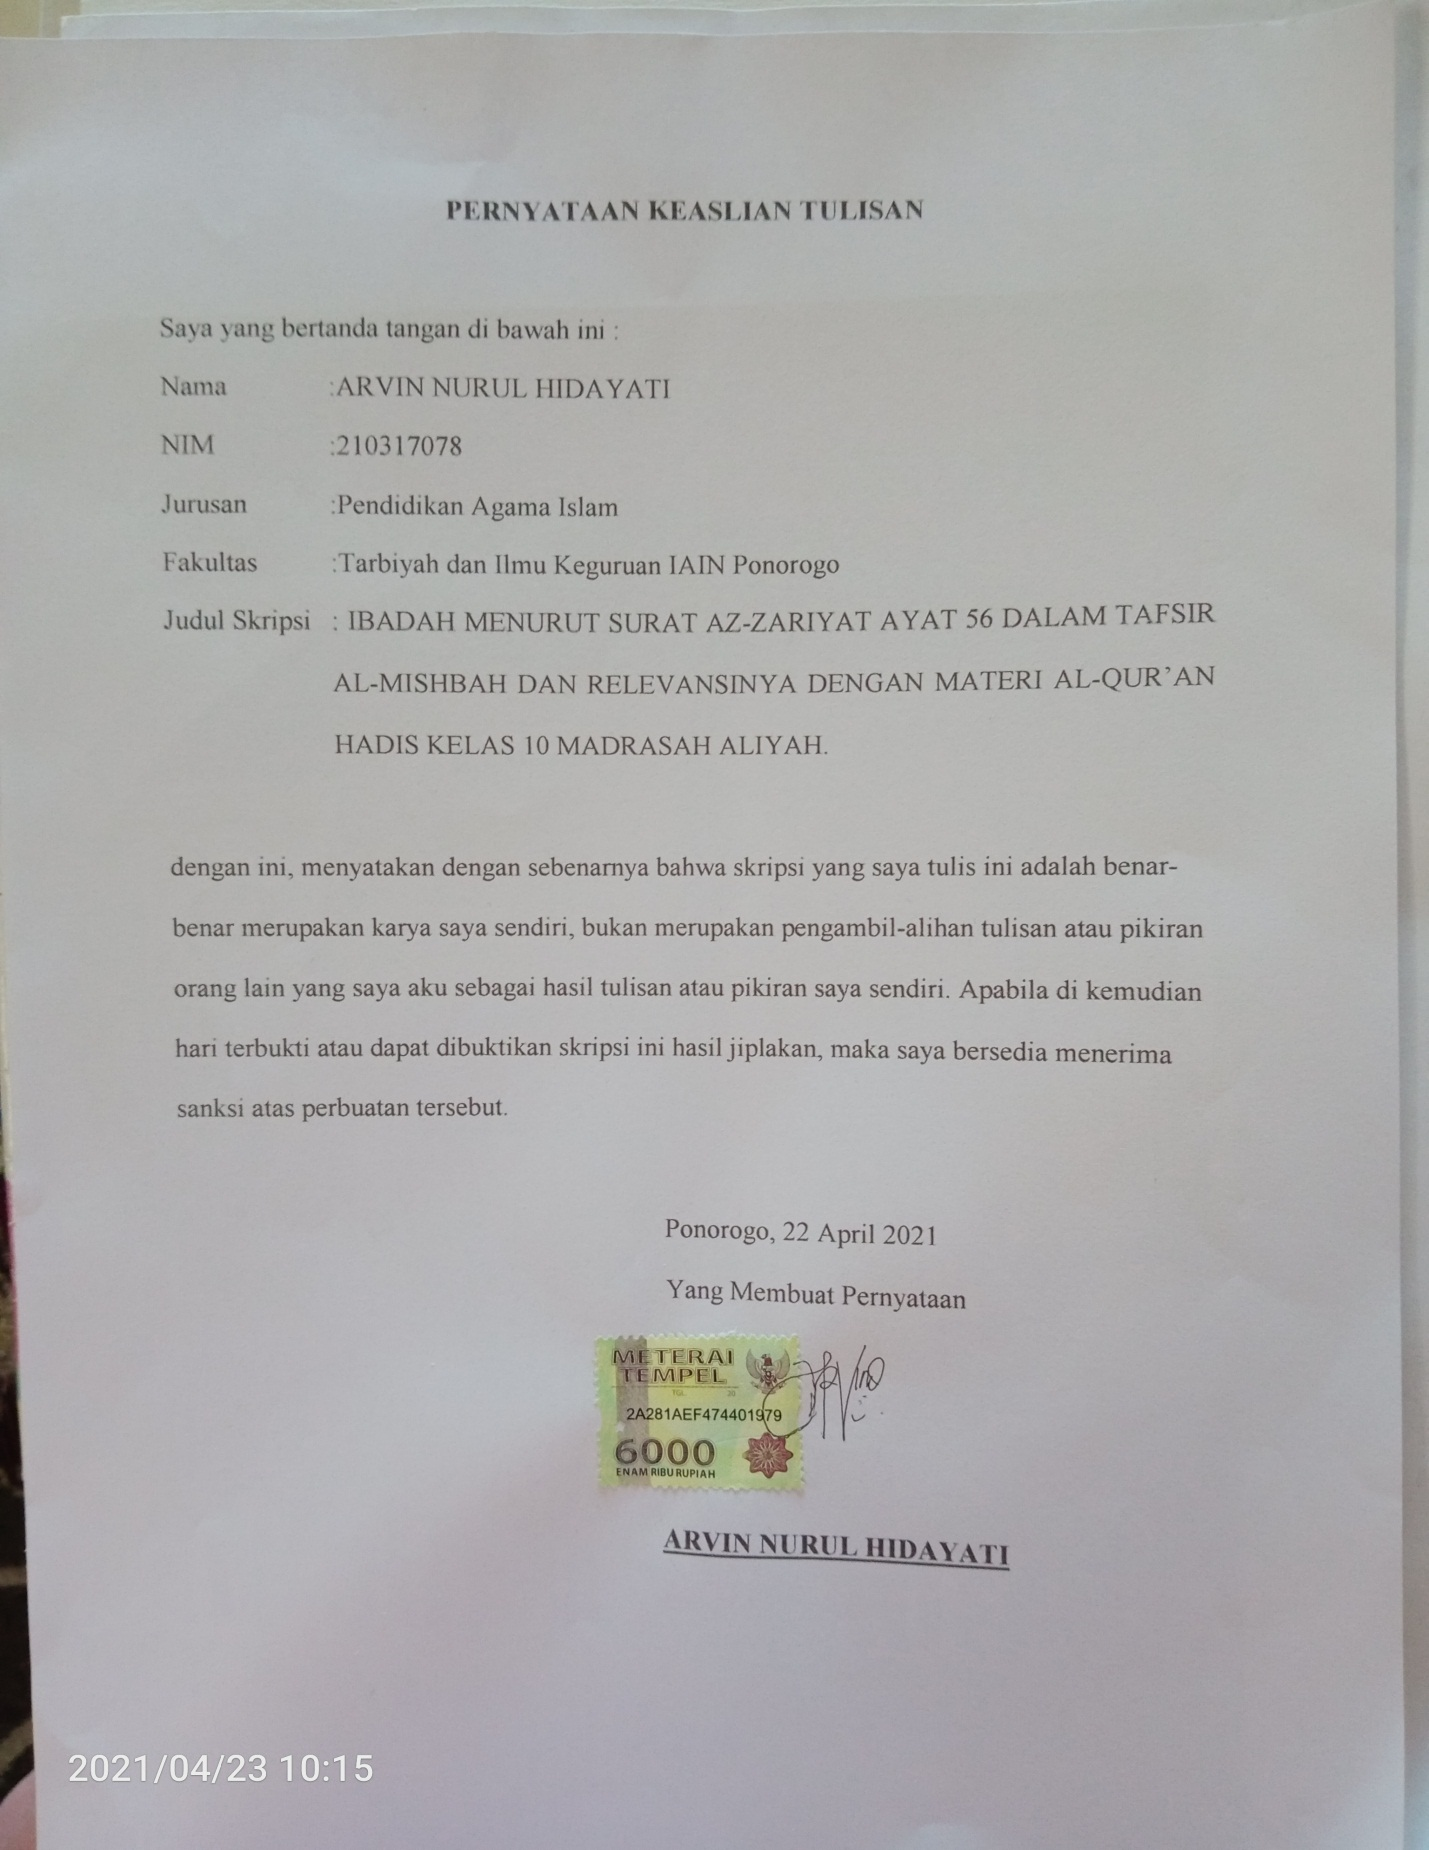 PERNYATAAN KEASLIAN TULISAN
Saya yang bertanda tangan di bawah ini :
Nama :ARVIN NURUL HIDAYATI
NIM :210317078
Jurusan :Pendidikan Agama Islam
Fakultas :Tarbiyah dan Ilmu Keguruan IAIN Ponorogo
Judul Skripsi : IBADAH MENURUT SURAT AZ-ZARIYAT AYAT 56 DALAM TAFSIR
AL-MISHBAH DAN RELEVANSINYA DENGAN MATERI AL-QUR’AN
HADIS KELAS 10 MADRASAH ALIYAH.
dengan ini, menyatakan dengan sebenarnya bahwa skripsi yang saya tulis ini adalah benar-
benar merupakan karya saya sendiri, bukan merupakan pengambil-alihan tulisan atau pikiran
orang lain yang saya aku sebagai hasil tulisan atau pikiran saya sendiri. Apabila di kemudian
hari terbukti atau dapat dibuktikan skripsi ini hasil jiplakan, maka saya bersedia menerima
sanksi atas perbuatan tersebut.
Ponorogo, 22 April 2021
Yang Membuat Pernyataan
METERAI
TEMPEL
TGL 20
2A281AEF474401979
6000
ENAM RIBU RUPIAH
ARVIN NURUL HIDAYATI
2021/04/23 10:15